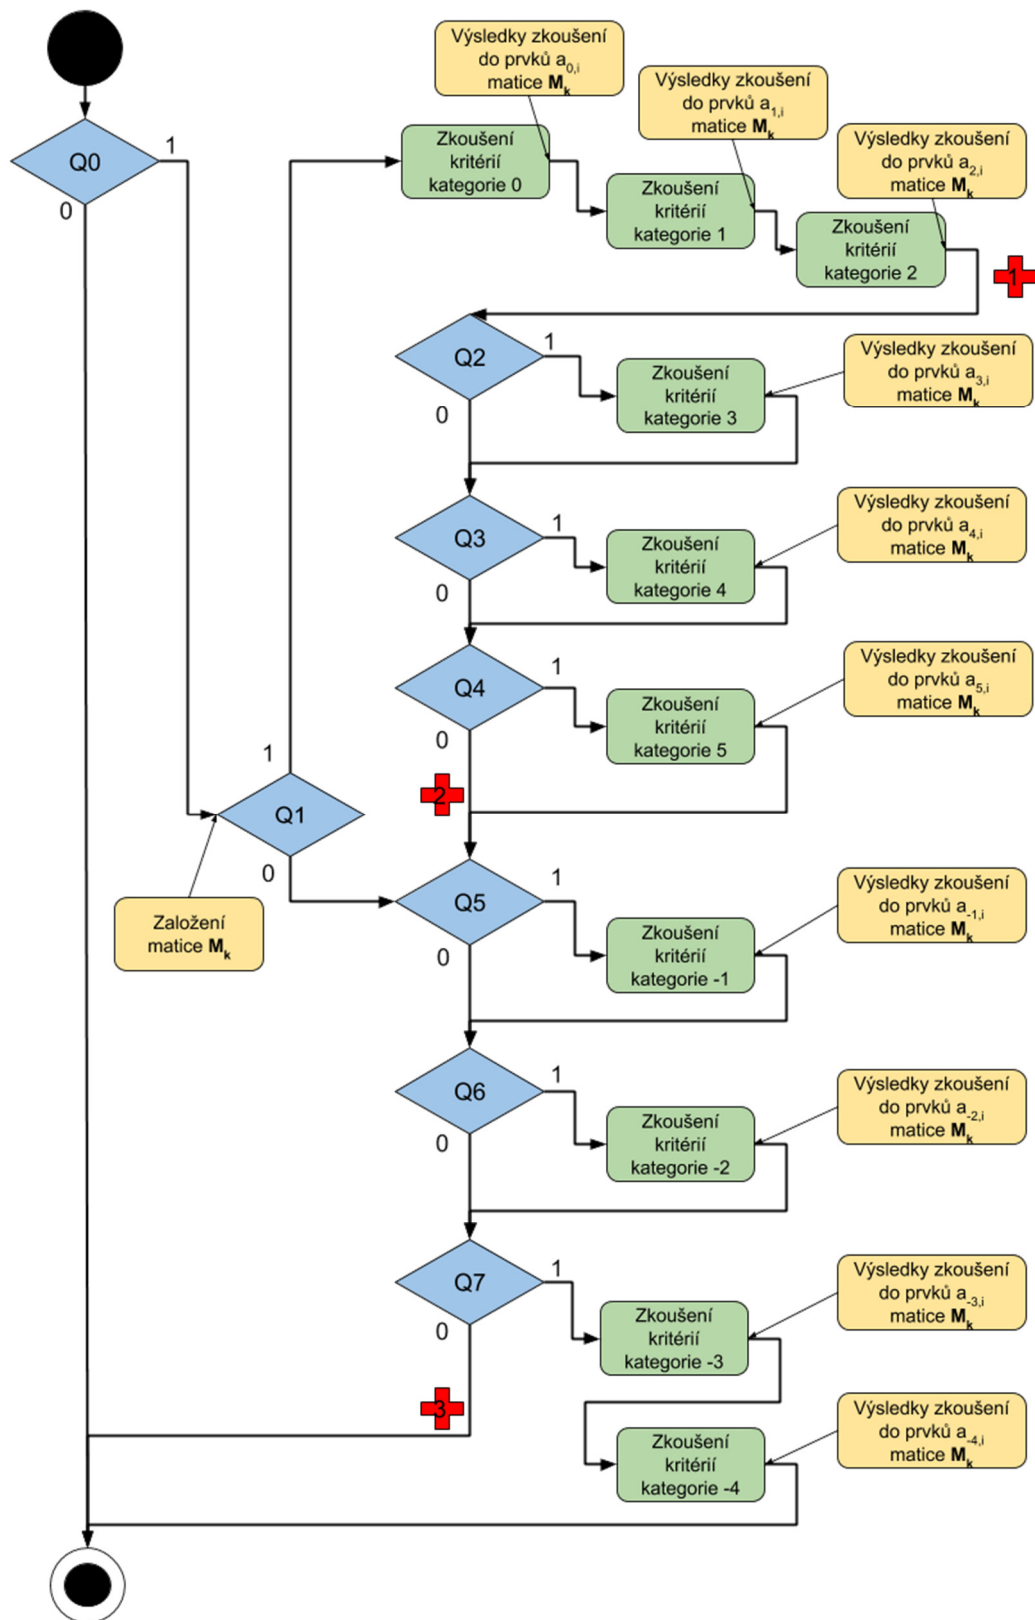 Výsledky zkoušení
do prvků a0,i
matice Mk
Výsledky zkoušení
do prvků a1,i
matice Mk
Výsledky zkoušení
do prvků a2,i
matice Mk
Q0
1
0
Zkoušení
kritérií
kategorie 0
Zkoušení
kritérií
kategorie 1
Zkoušení
kritérií
kategorie 2
1
Q2
1
0
Zkoušení
kritérií
kategorie 3
Výsledky zkoušení
do prvků a3,i
matice Mk
Q3
1
0
Zkoušení
kritérií
kategorie 4
Výsledky zkoušení
do prvků a4,i
matice Mk
Q4
1
0
Zkoušení
kritérií
kategorie 5
Výsledky zkoušení
do prvků a5,i
matice Mk
2
1
Q1
0
Založení
matice Mk
Q5
1
0
Zkoušení
kritérií
kategorie -1
Výsledky zkoušení
do prvků a-1,i
matice Mk
Q6
1
0
Zkoušení
kritérií
kategorie -2
Výsledky zkoušení
do prvků a-2,i
matice Mk
Q7
1
0
Zkoušení
kritérií
kategorie -3
Výsledky zkoušení
do prvků a-3,i
matice Mk
3
Zkoušení
kritérií
kategorie -4
Výsledky zkoušení
do prvků a-4,i
matice Mk